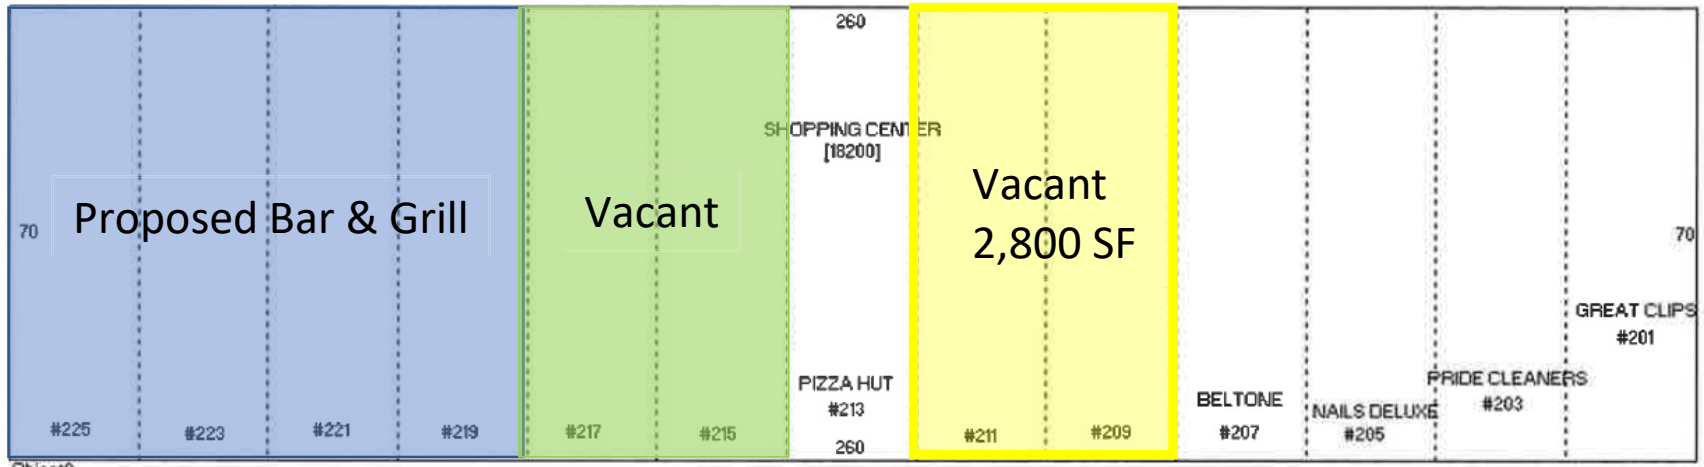 260
SHOPPING CENTER
[18200]
Proposed Bar & Grill
Vacant
Vacant
2,800 SF
70
70
GREAT CLIPS
#201
PIZZA HUT
#213
PRIDE CLEANERS
#203
BELTONE
#207
NAILS DELUXE
#205
#225
#223
#221
#219
#217
#215
260
#211
#209